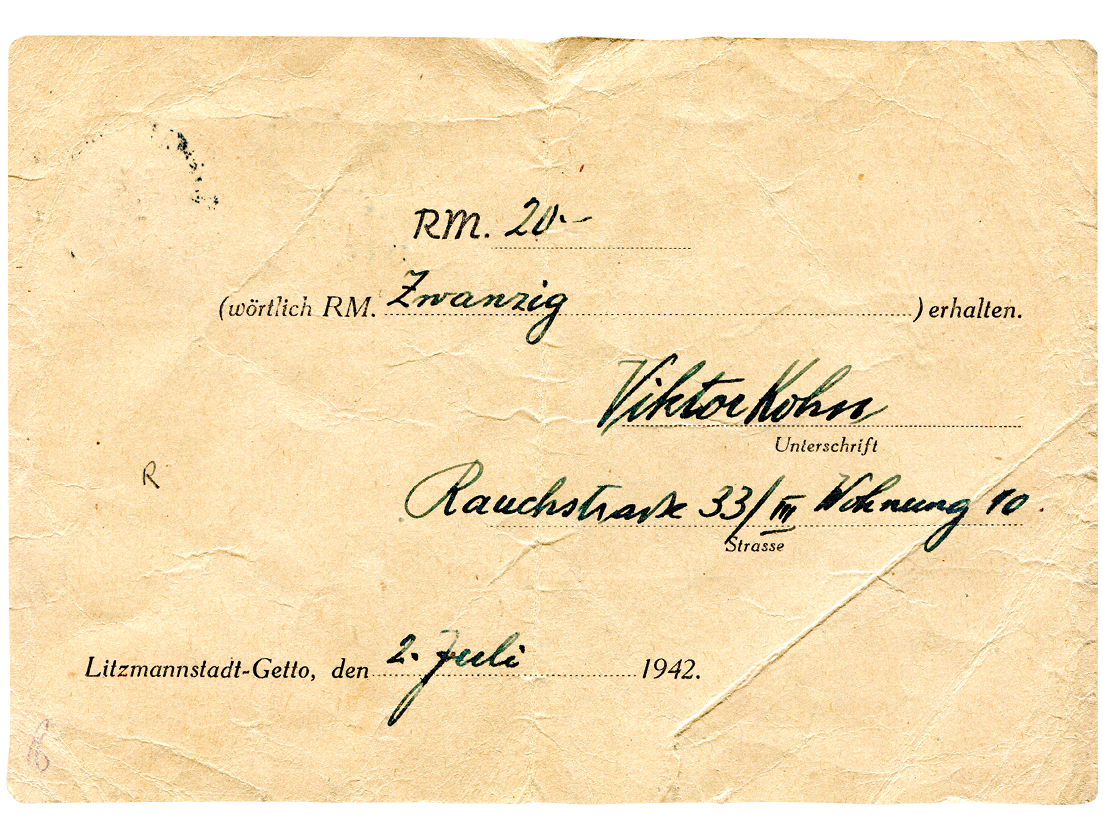 RM. 20.-
(wörtlich RM. Zwanzig ) erhalten.
Viktor Kohn
Unterschrift
R
Rauchstraße 33/III Wohnung 10.
Strasse
Litzmannstadt-Getto, den 2. Juli 1942.